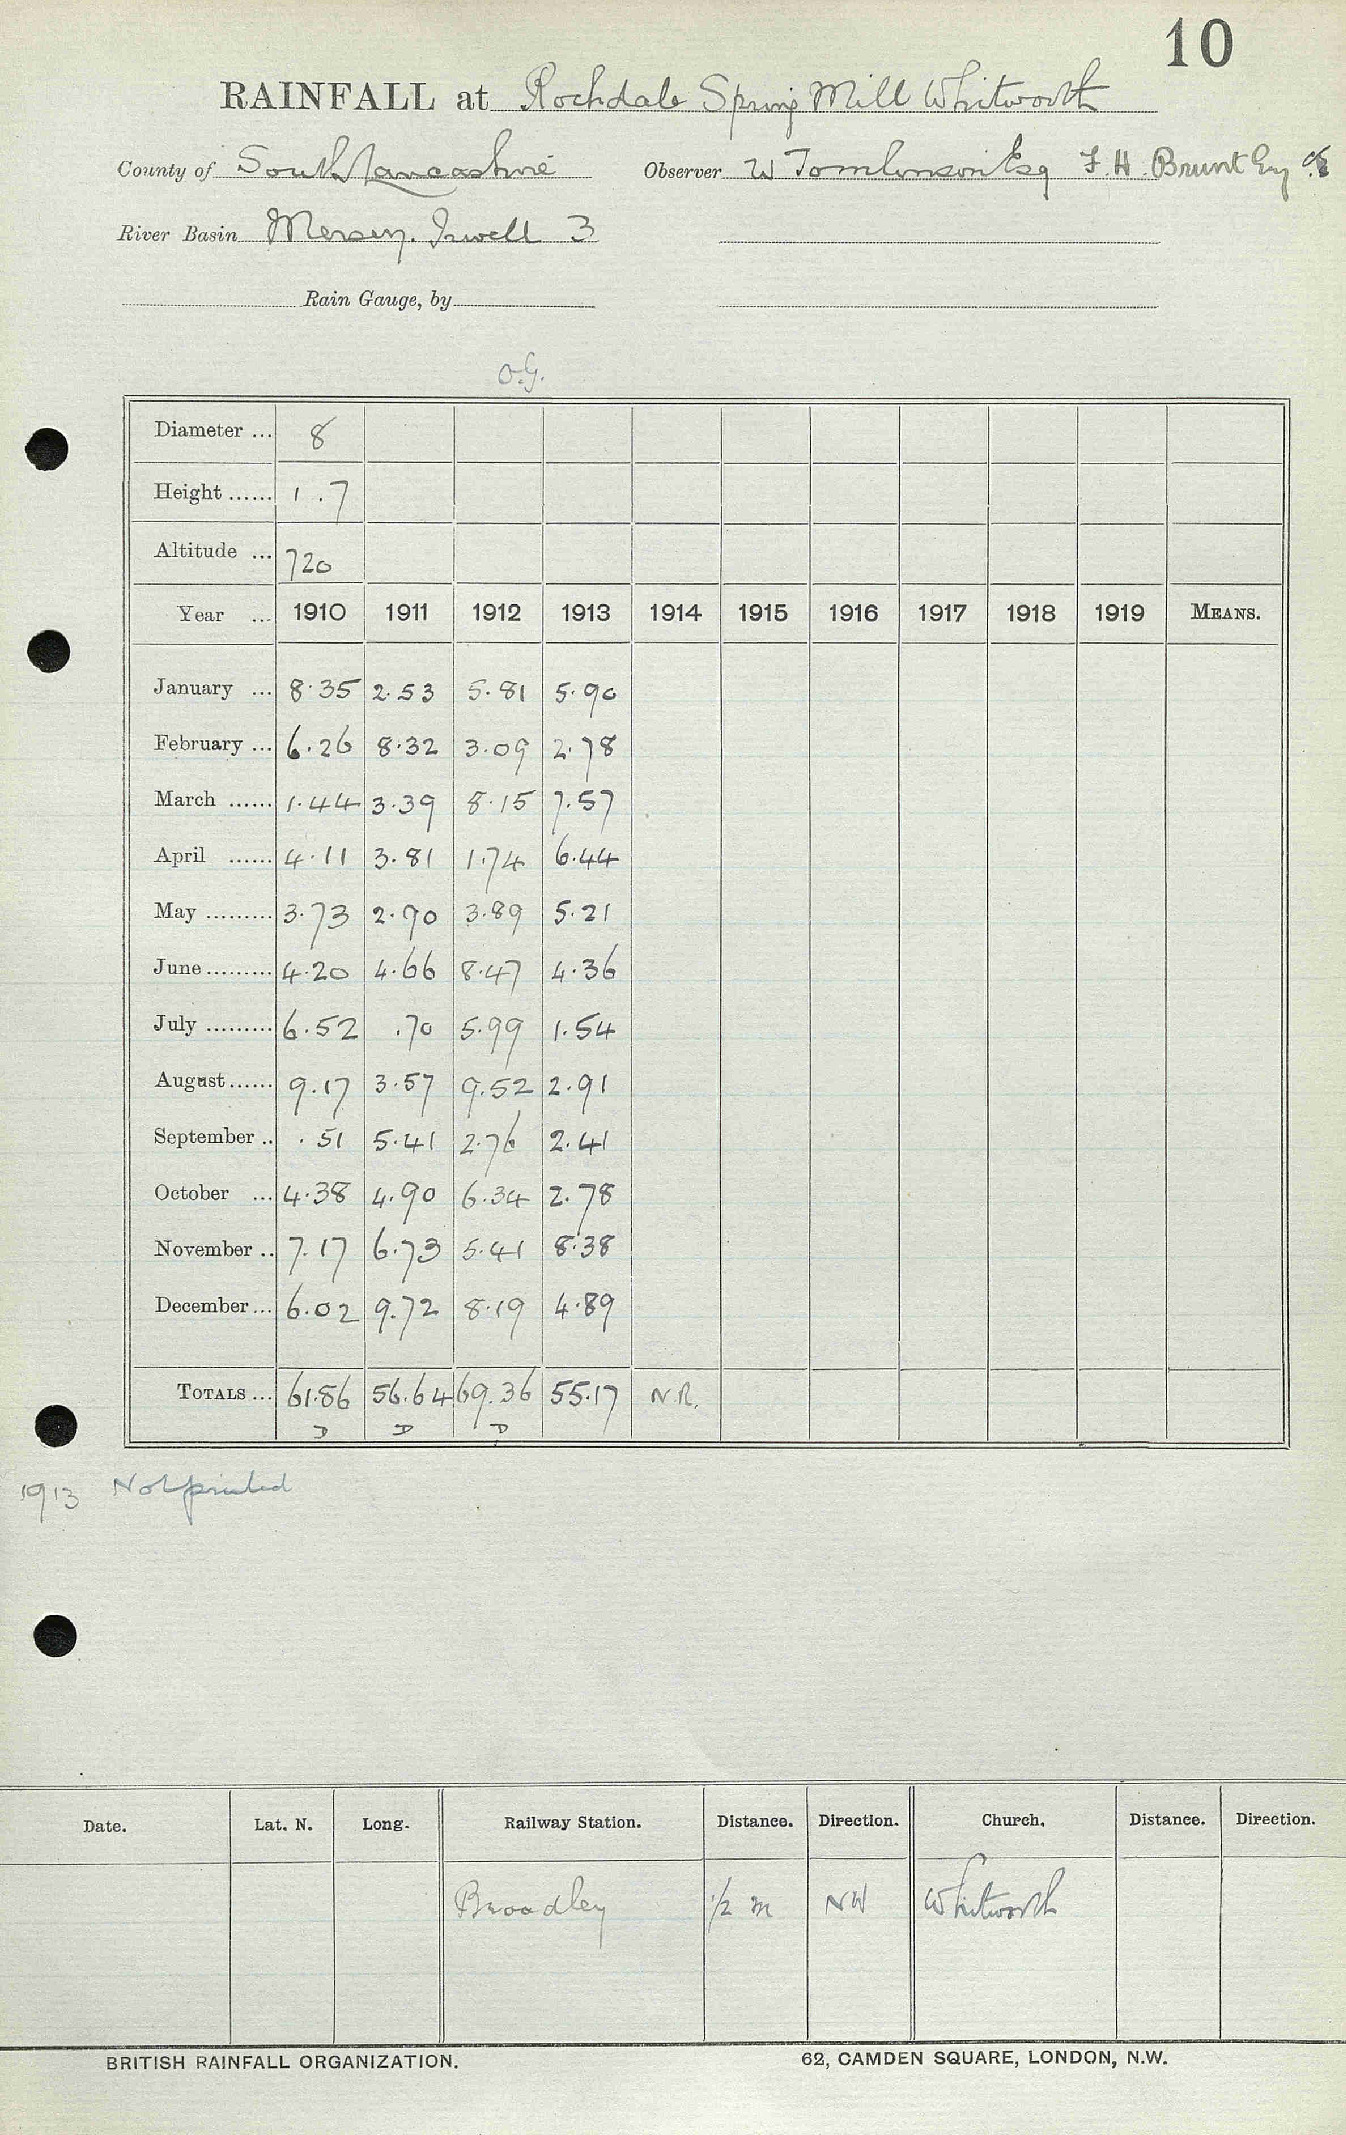 10
RAINFALL at Rochdale Spring Mill Whitworth
County of South Lancashire Observer W Tomlinson Esq F. H. Brunt Esq
River Basin Mersey. Irwell 3
Rain Gauge, by
O.G.
Diameter ... 8
Height ...... 1.7
Altitude ... 720
Year ... 1910 1911 1912 1913 1914 1915 1916 1917 1918 1919 MEANS.
January ... 8.35 2.53 5.81 5.90
February ... 6.26 8.32 3.09 2.78
March ...... 1.44 3.39 8.15 7.57
April ...... 4.11 3.81 1.74 6.44
May ......... 3.73 2.90 3.89 5.21
June ......... 4.20 4.66 8.47 4.36
July ......... 6.52 .70 5.99 1.54
August ...... 9.17 3.57 9.52 2.91
September .. .51 5.41 2.76 2.41
October ... 4.38 4.90 6.34 2.78
November .. 7.17 6.73 5.41 8.38
December ... 6.02 9.72 8.19 4.89
TOTALS ... 61.86 56.64 69.36 55.17 N.R.
D D D
1913 Not printed
Date. Lat. N. Long. Railway Station. Distance. Direction. Church. Distance. Direction.
Broadley 1/2 m NW Whitworth
BRITISH RAINFALL ORGANIZATION. 62, CAMDEN SQUARE, LONDON, N.W.